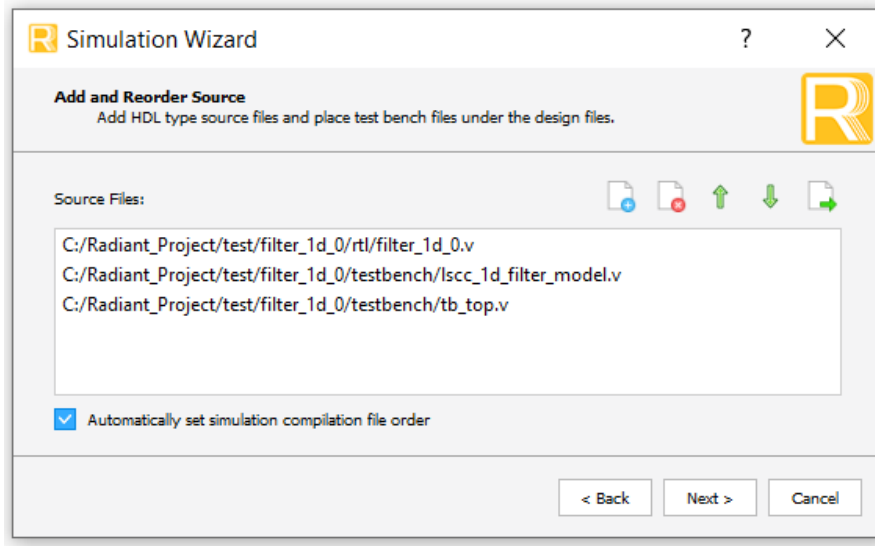 R Simulation Wizard ?
Add and Reorder Source
Add HDL type source files and place test bench files under the design files.
R
Source Files:
C:/Radiant_Project/test/filter_1d_0/rtl/filter_1d_0.v
C:/Radiant_Project/test/filter_1d_0/testbench/lscc_1d_filter_model.v
C:/Radiant_Project/test/filter_1d_0/testbench/tb_top.v
Automatically set simulation compilation file order
< Back Next > Cancel